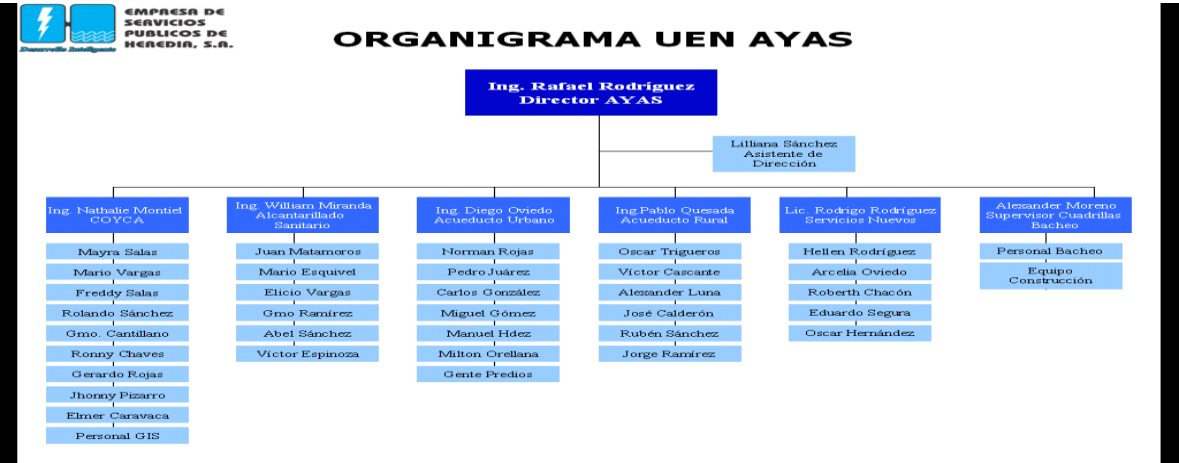 EMPRESA DE
SERVICIOS
PUBLICOS DE
HEREDIA, S.A.
Desarrollo Inteligente
ORGANIGRAMA UEN AYAS
Ing. Rafael Rodríguez
Director AYAS
Lilliana Sánchez
Asistente de
Dirección
Ing. Nathalie Montiel
COYCA
Mayra Salas
Mario Vargas
Freddy Salas
Rolando Sánchez
Gmo. Cantillano
Ronny Chaves
Gerardo Rojas
Jhonny Pizarro
Elmer Caravaca
Personal GIS
Ing. William Miranda
Alcantarillado
Sanitario
Juan Matamoros
Mario Esquivel
Elicio Vargas
Gmo Ramírez
Abel Sánchez
Víctor Espinoza
Ing. Diego Oviedo
Acueducto Urbano
Norman Rojas
Pedro Juárez
Carlos González
Miguel Gómez
Manuel Hdez
Milton Orellana
Gente Predios
Ing.Pablo Quesada
Acueducto Rural
Oscar Trigueros
Víctor Cascante
Alexander Luna
José Calderón
Rubén Sánchez
Jorge Ramírez
Lic. Rodrigo Rodríguez
Servicios Nuevos
Hellen Rodríguez
Arcelia Oviedo
Roberth Chacón
Eduardo Segura
Oscar Hernández
Alexander Moreno
Supervisor Cuadrillas
Bacheo
Personal Bacheo
Equipo
Construcción